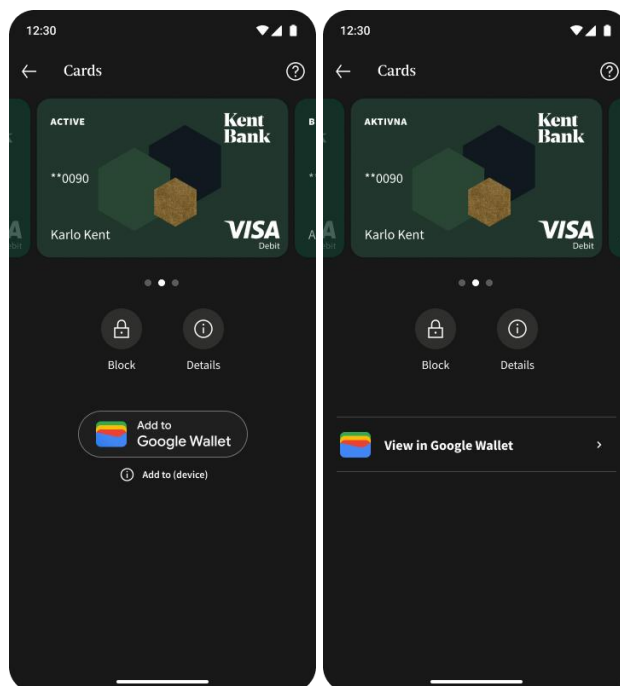 12:30
Cards
ACTIVE
Kent
Bank
**0090
Karlo Kent
VISA
Debit
Block
Details
Add to
Google Wallet
Add to (device)
12:30
Cards
AKTIVNA
Kent
Bank
**0090
Karlo Kent
VISA
Debit
Block
Details
View in Google Wallet